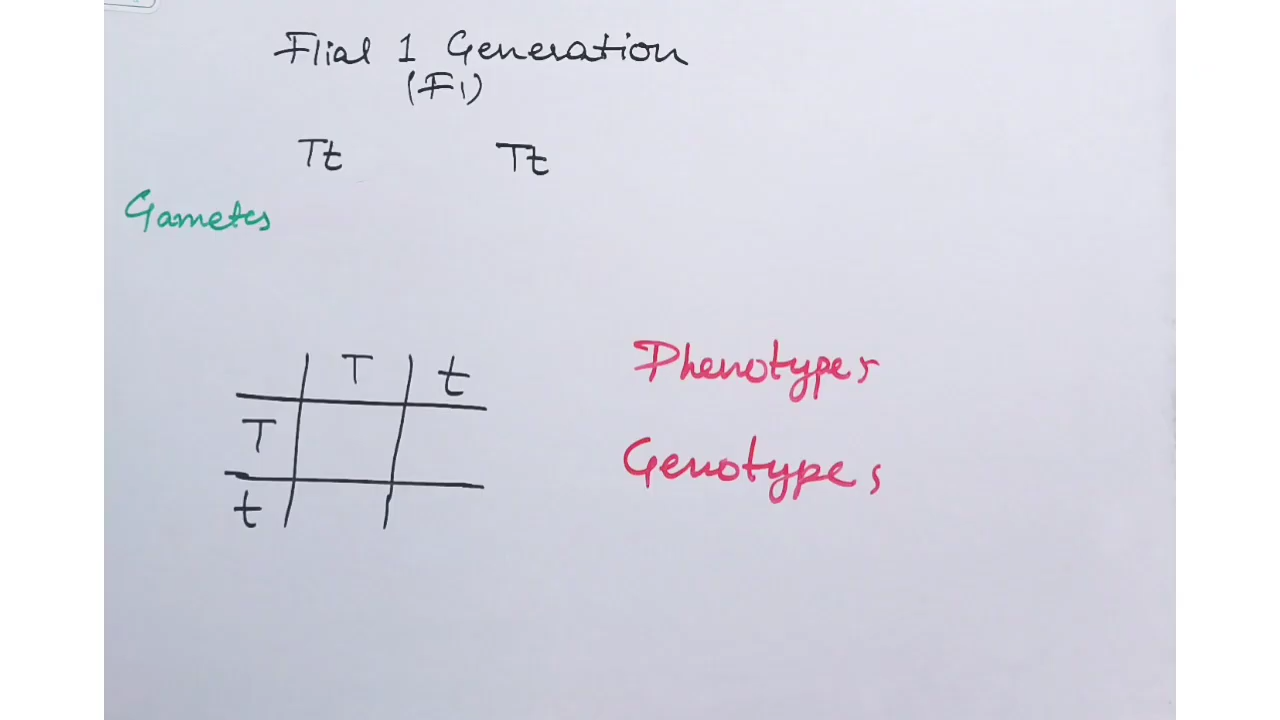 Flial 1 Generation
(F1)
Tt Tt
Gametes
T t
T
t
Phenotypes
Genotypes